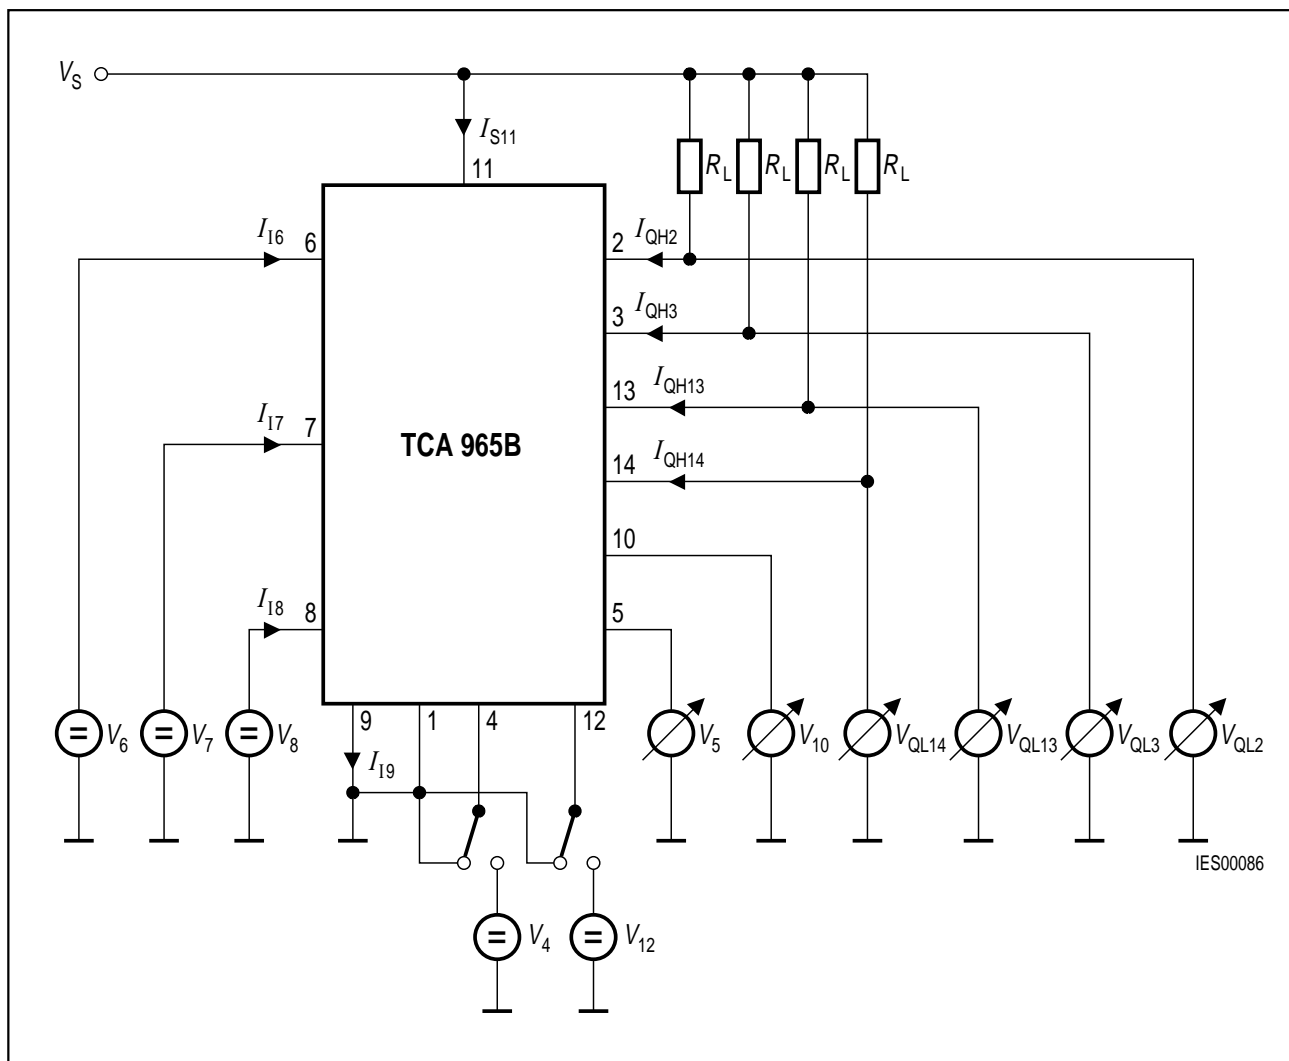 V_S
I_S11
11
R_L R_L R_L R_L
I_I6
6
2
I_QH2
3
I_QH3
I_I7
7
13
I_QH13
TCA 965B
14
I_QH14
10
I_I8
8
5
V_6 V_7 V_8
9 1 4 12
I_I9
V_5 V_10 V_QL14 V_QL13 V_QL3 V_QL2
IES00086
V_4 V_12